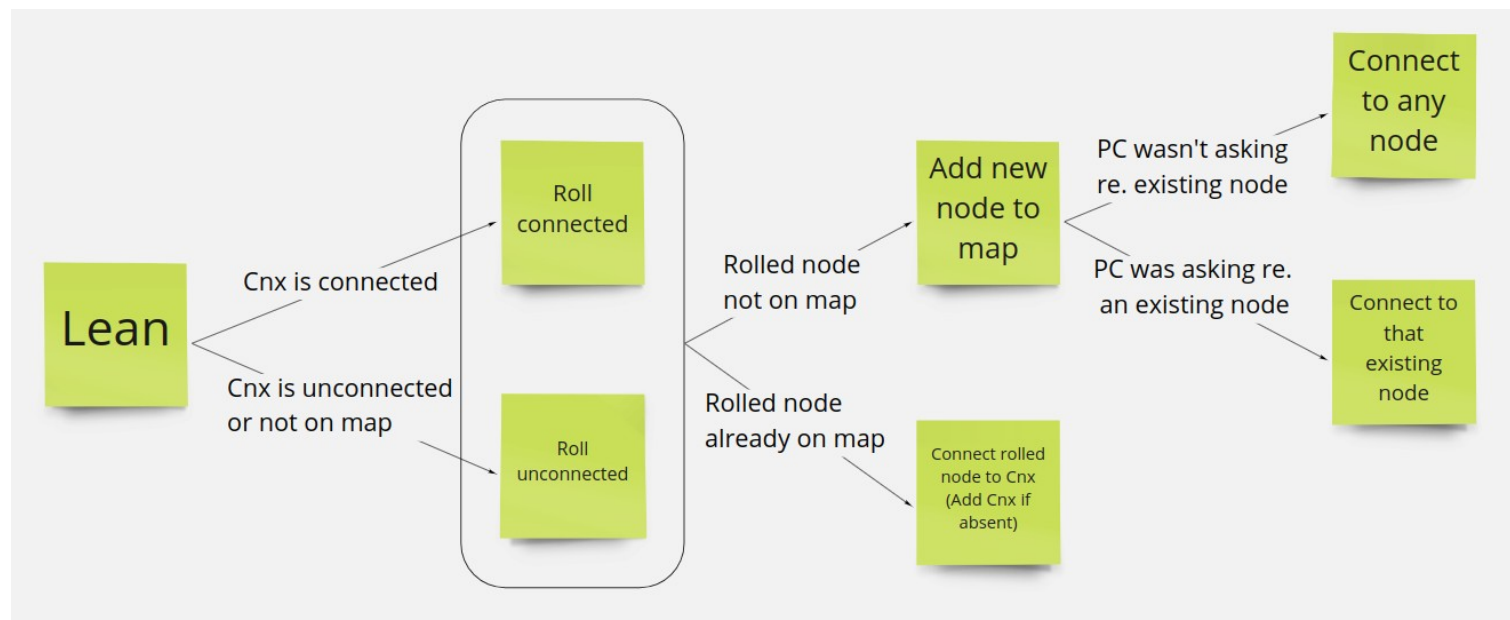 Lean
Cnx is connected
Cnx is unconnected
or not on map
Roll
connected
Roll
unconnected
Rolled node
not on map
Rolled node
already on map
Add new
node to
map
Connect rolled
node to Cnx
(Add Cnx if
absent)
PC wasn't asking
re. existing node
PC was asking re.
an existing node
Connect
to any
node
Connect to
that
existing
node